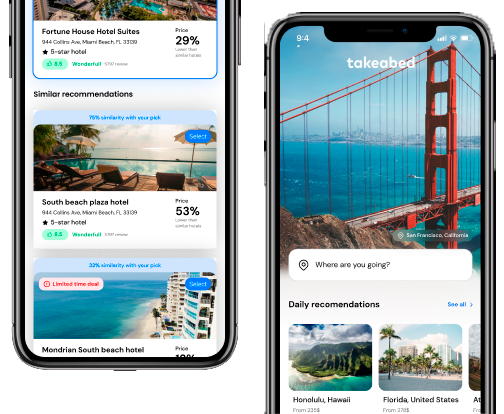 Fortune House Hotel Suites
Price
944 Collins Ave, Miami Beach, FL 33139
29%
5-star hotel
Lower than
similar hotels
8.5 Wonderfull 5797 review
Similar recommendations
75% similarity with your pick
Select
South beach plaza hotel
Price
944 Collins Ave, Miami Beach, FL 33139
53%
5-star hotel
Lower than
similar hotels
8.5 Wonderfull 5797 review
32% similarity with your pick
Limited time deal
Select
Mondrian South beach hotel
Price
9:4
takeabed
San Francisco, California
Where are you going?
Daily recomendations
See all
Honolulu, Hawaii
Florida, United States
From 235$
From 278$